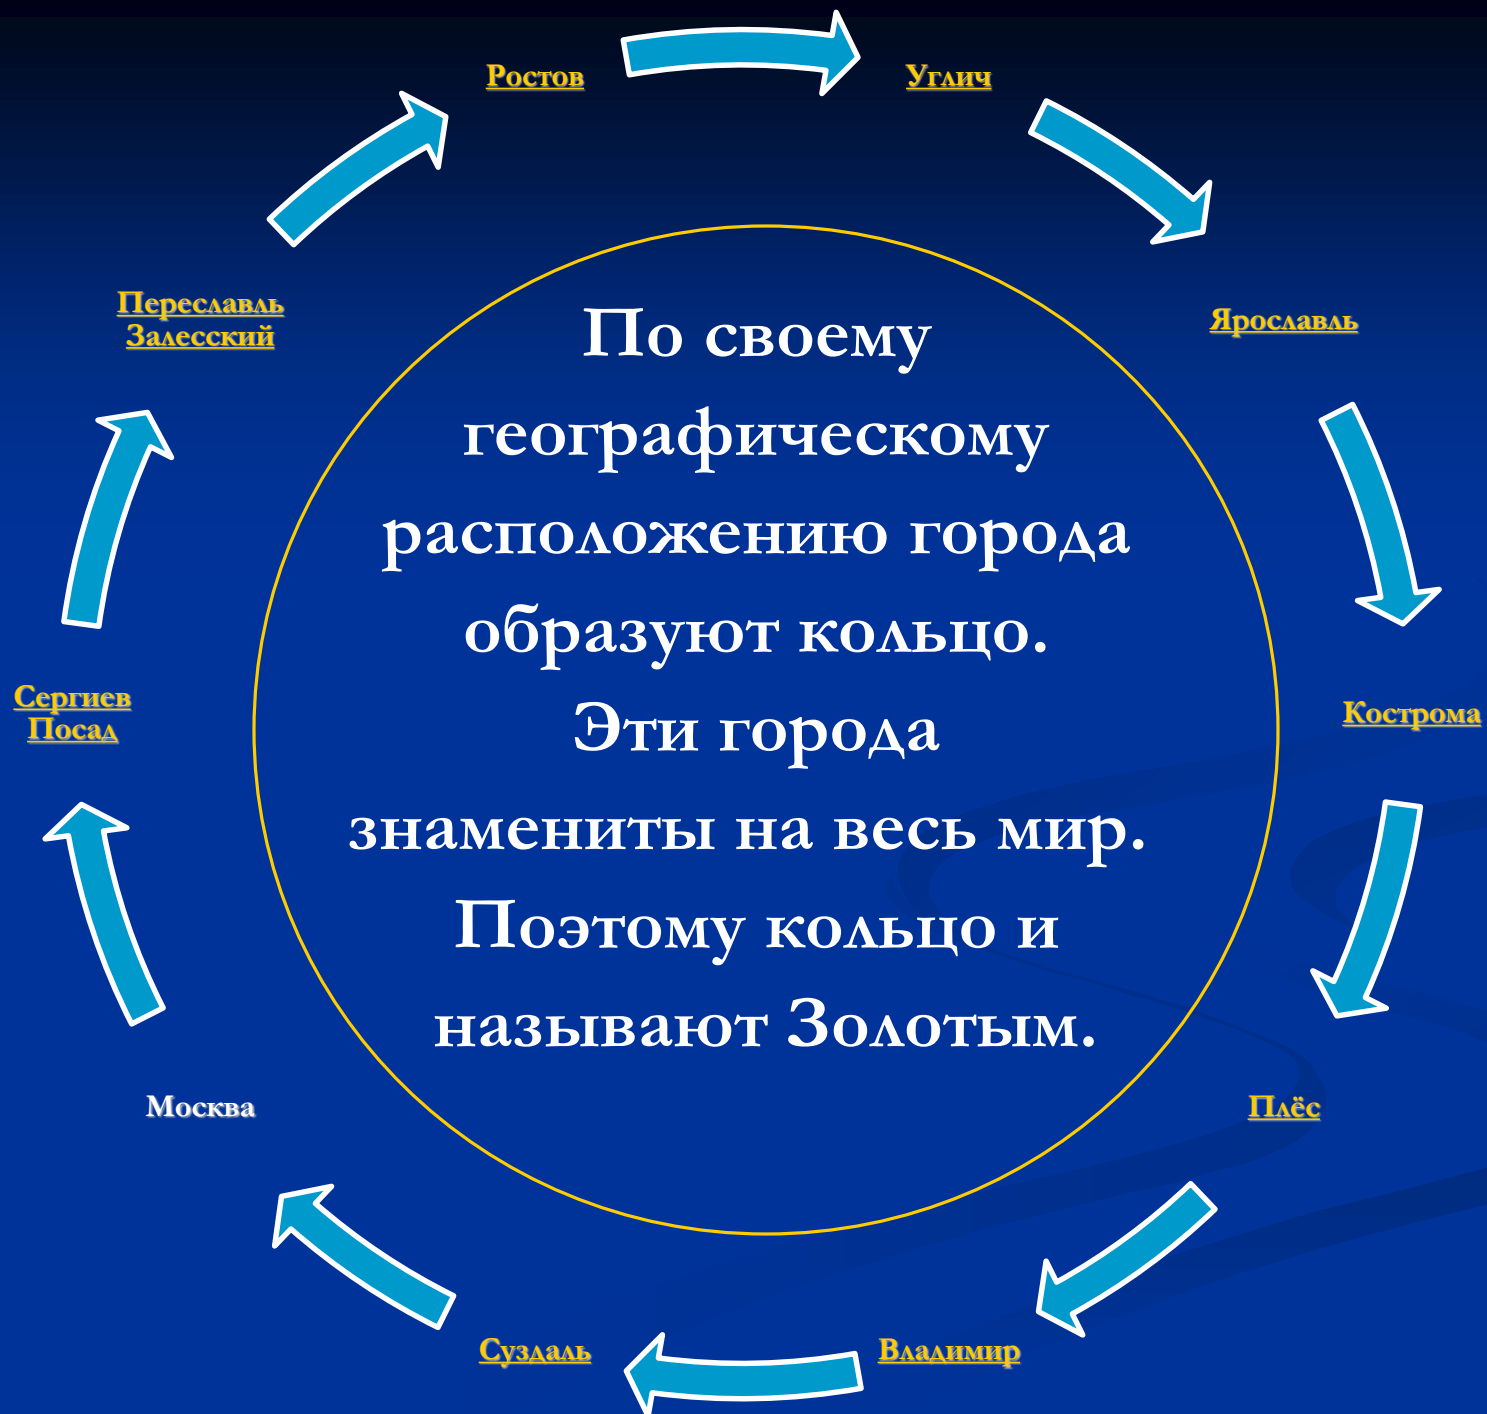 Ростов
Углич
Переславль
Залесский
Ярославль
По своему
географическому
расположению города
образуют кольцо.
Эти города
знамениты на весь мир.
Поэтому кольцо и
называют Золотым.
Сергиев
Посад
Кострома
Москва
Плёс
Суздаль
Владимир